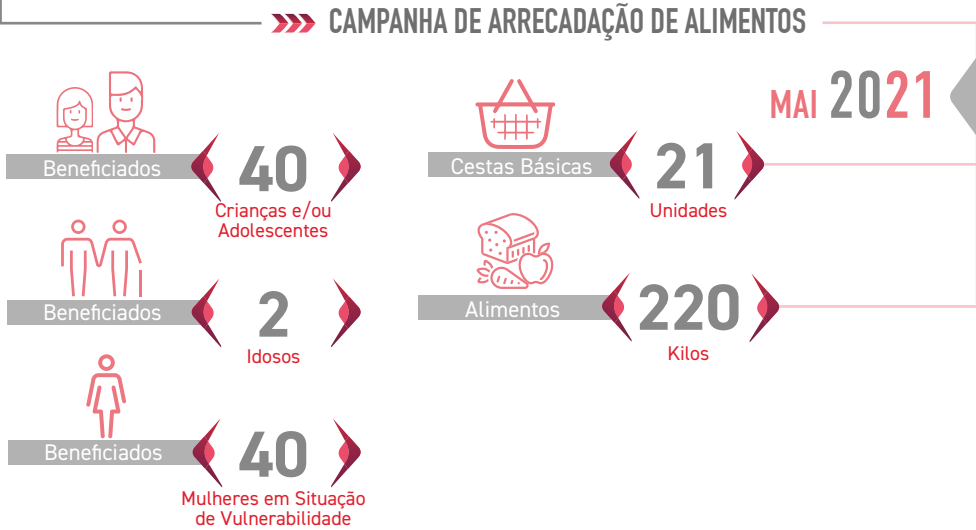 CAMPANHA DE ARRECADAÇÃO DE ALIMENTOS
MAI 2021
Beneficiados
40
Crianças e/ou
Adolescentes
Beneficiados
2
Idosos
Beneficiados
40
Mulheres em Situação
de Vulnerabilidade
Cestas Básicas
21
Unidades
Alimentos
220
Kilos